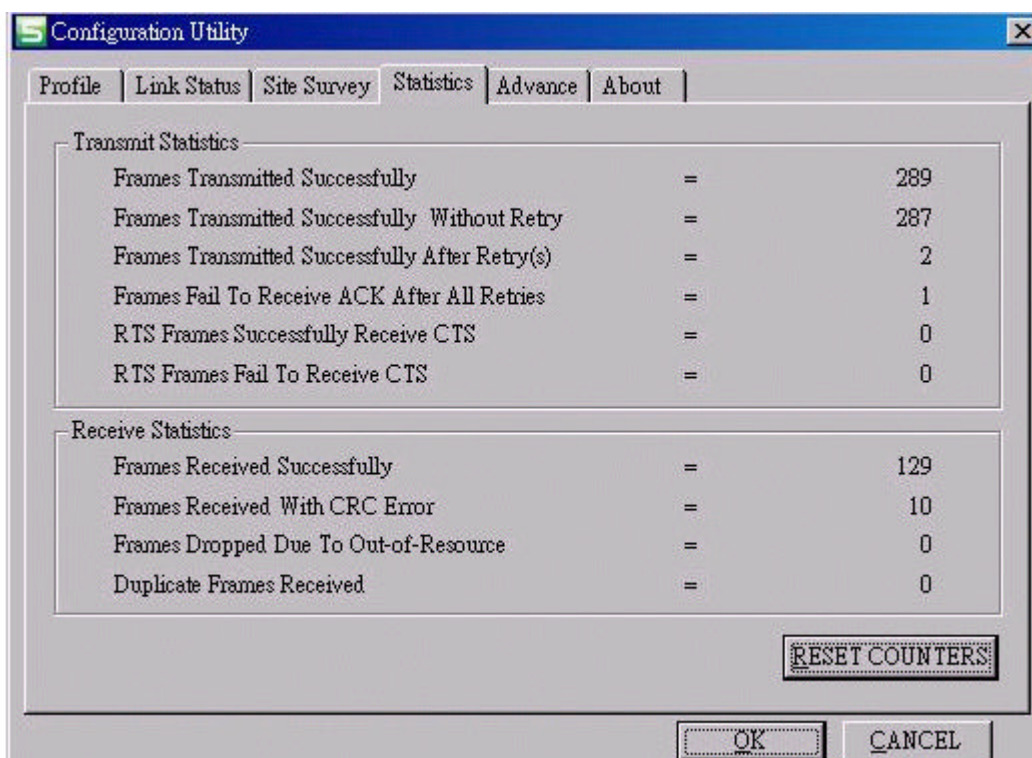 S Configuration Utility
Profile Link Status Site Survey Statistics Advance About
Transmit Statistics
Frames Transmitted Successfully = 289
Frames Transmitted Successfully Without Retry = 287
Frames Transmitted Successfully After Retry(s) = 2
Frames Fail To Receive ACK After All Retries = 1
RTS Frames Successfully Receive CTS = 0
RTS Frames Fail To Receive CTS = 0
Receive Statistics
Frames Received Successfully = 129
Frames Received With CRC Error = 10
Frames Dropped Due To Out-of-Resource = 0
Duplicate Frames Received = 0
RESET COUNTERS
OK CANCEL